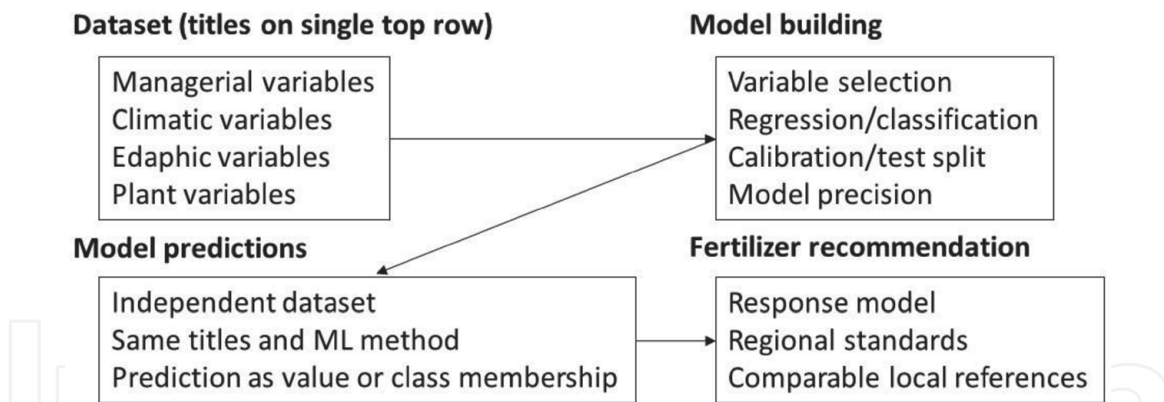 Dataset (titles on single top row)
Managerial variables
Climatic variables
Edaphic variables
Plant variables
Model building
Variable selection
Regression/classification
Calibration/test split
Model precision
Model predictions
Independent dataset
Same titles and ML method
Prediction as value or class membership
Fertilizer recommendation
Response model
Regional standards
Comparable local references